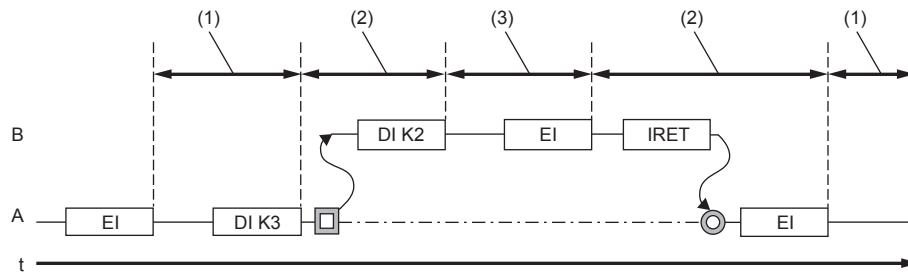 (1) (2) (3) (2) (1)
B DI K2 EI IRET
A EI DI K3 EI
t